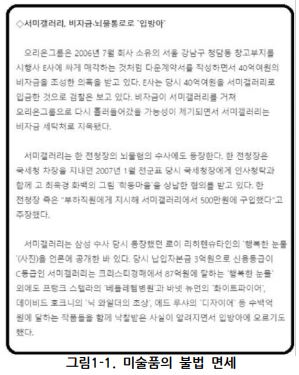 ◇서미갤러리, 비자금·뇌물통로로 '입방아'
오리온그룹은 2006년 7월 회사 소유의 서울 강남구 청담동 창고부지를
시행사 E사에 싸게 매각하는 것처럼 다운계약서를 작성하면서 40억여원의
비자금을 조성한 의혹을 받고 있다. E사는 당시 40억여원을 서미갤러리로
입금한 것으로 검찰은 보고 있다. 비자금이 서미갤러리를 거쳐
오리온그룹으로 다시 흘러들어갔을 가능성이 제기되면서 서미갤러리는
비자금 세탁처로 지목됐다.
서미갤러리는 한 전청장의 뇌물혐의 수사에도 등장한다. 한 전청장은
국세청 차장을 지내던 2007년 1월 전군표 당시 국세청장에게 인사청탁과
함께 고 최욱경 화백의 그림 '학동마을'을 상납한 혐의를 받고 있다. 한
전청장 측은 "부하직원에게 지시해 서미갤러리에서 500만원에 구입했다"고
주장했다.
서미갤러리는 삼성 수사 당시 등장했던 로이 리히텐슈타인의 '행복한 눈물
'(사진)을 언론에 공개한 바 있다. 당시 납입자본금 3억원으로 신용등급이
C등급인 서미갤러리는 크리스티경매에서 87억원에 달하는 '행복한 눈물'
외에도 프랭크 스텔라의 '베들레헴병원'과 바넷 뉴먼의 '화이트파이어',
데이비드 호크니의 '닉 와일더의 초상', 에드 루사의 '디자이어' 등 수백억
원에 달하는 작품들을 함께 낙찰받은 사실이 알려지면서 입방아에 오르기도
했다.
그림1-1. 미술품의 불법 면세